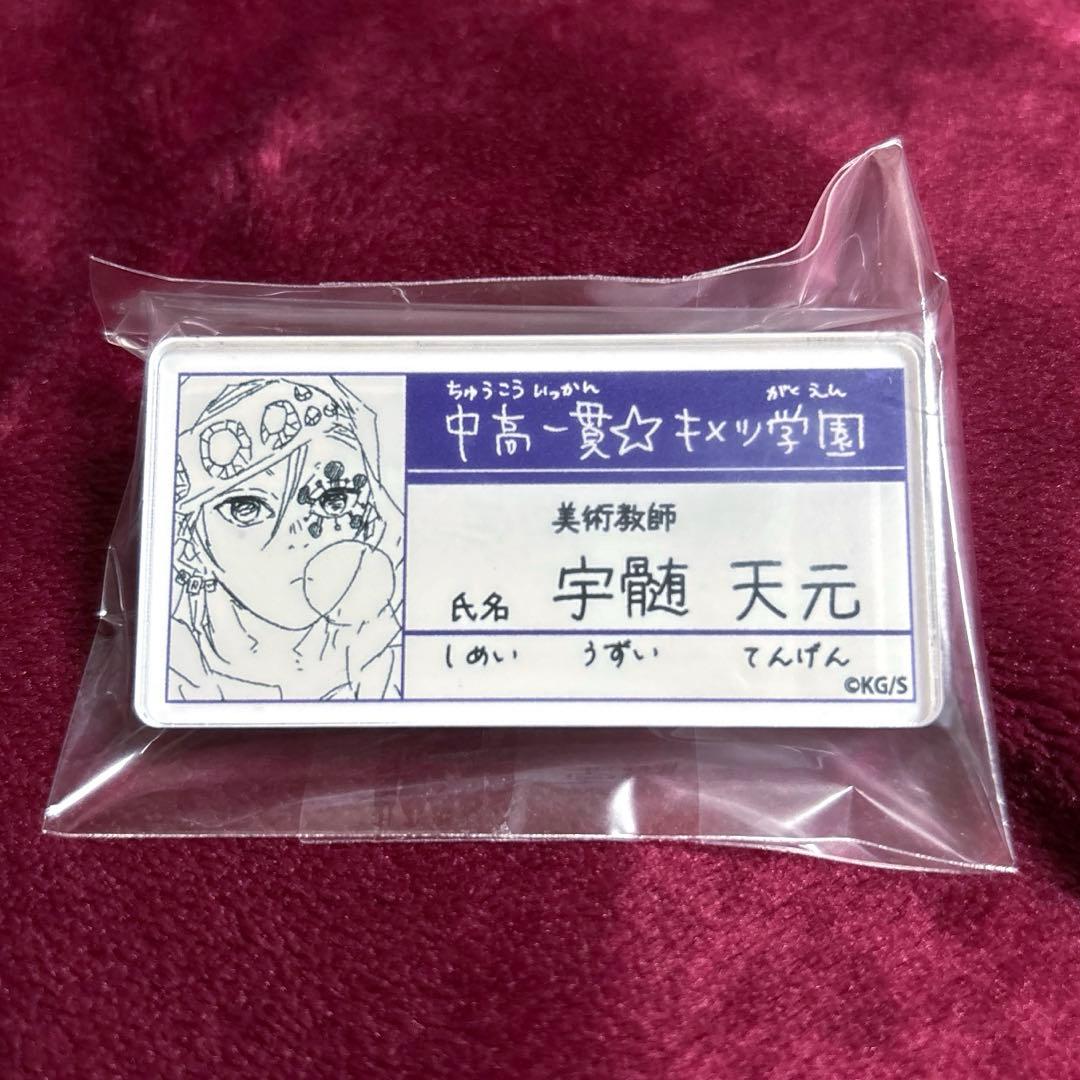 ちゅうこういっかん がくえん
中高一貫☆キメツ学園
美術教師
氏名 宇髄 天元
しめい うずい てんげん
©KG/S